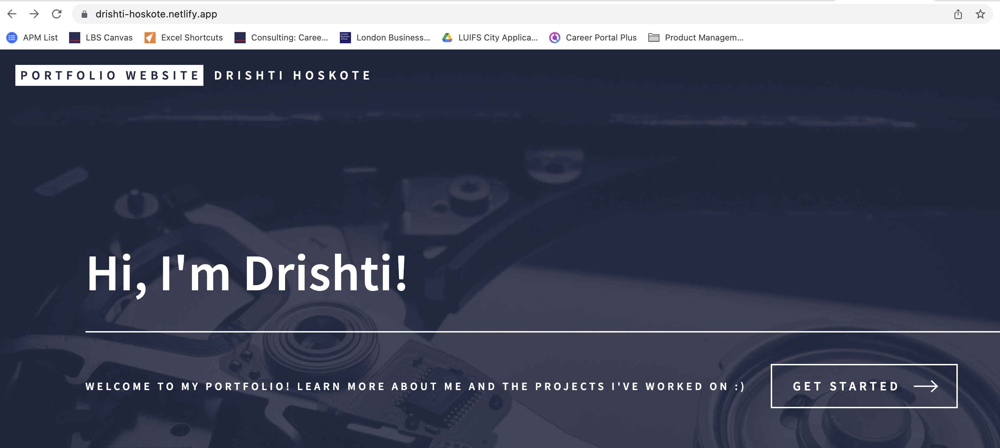 drishti-hoskote.netlify.app
APM List LBS Canvas Excel Shortcuts Consulting: Caree... London Business... LUIFS City Applica... Career Portal Plus Product Managem...
PORTFOLIO WEBSITE DRISHTI HOSKOTE
Hi, I'm Drishti!
WELCOME TO MY PORTFOLIO! LEARN MORE ABOUT ME AND THE PROJECTS I'VE WORKED ON :)
GET STARTED